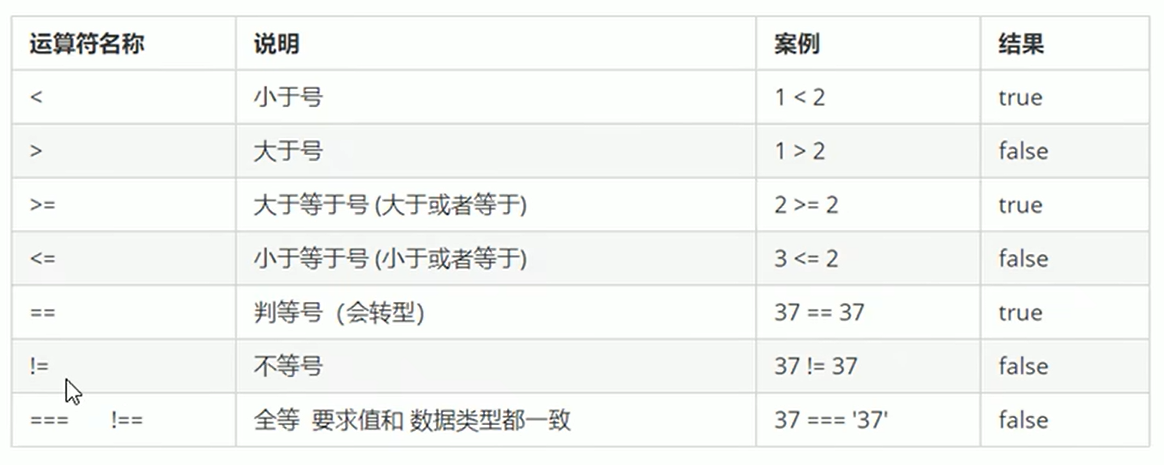 运算符名称 说明 案例 结果
< 小于号 1 < 2 true
> 大于号 1 > 2 false
>= 大于等于号 (大于或者等于) 2 >= 2 true
<= 小于等于号 (小于或者等于) 3 <= 2 false
== 判等号（会转型） 37 == 37 true
!= 不等号 37 != 37 false
=== !== 全等 要求值和 数据类型都一致 37 === '37' false